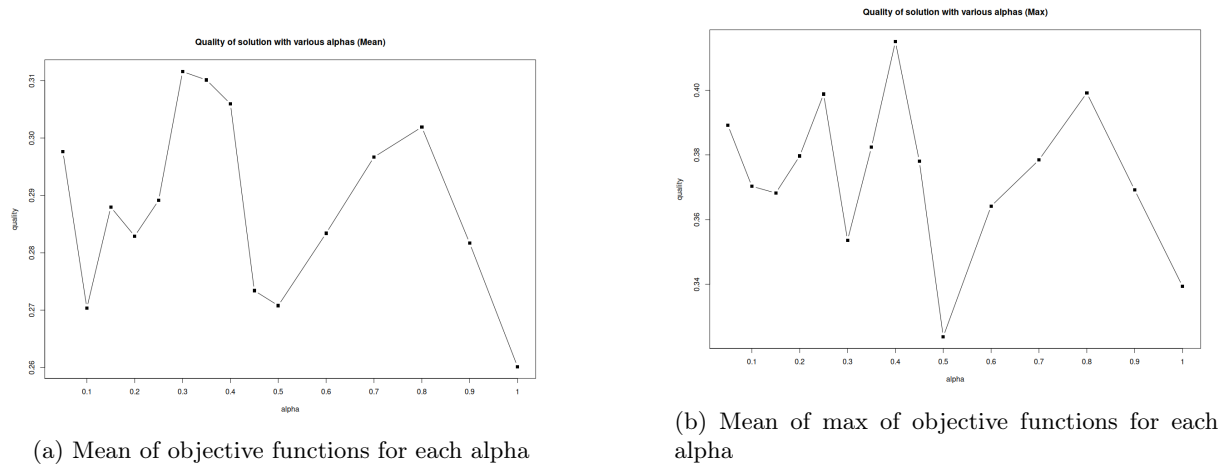 Quality of solution with various alphas (Mean)
quality
0.31
0.30
0.29
0.28
0.27
0.26
0.1 0.2 0.3 0.4 0.5 0.6 0.7 0.8 0.9 1
alpha
(a) Mean of objective functions for each alpha
Quality of solution with various alphas (Max)
quality
0.40
0.38
0.36
0.34
0.1 0.2 0.3 0.4 0.5 0.6 0.7 0.8 0.9 1
alpha
(b) Mean of max of objective functions for each
alpha